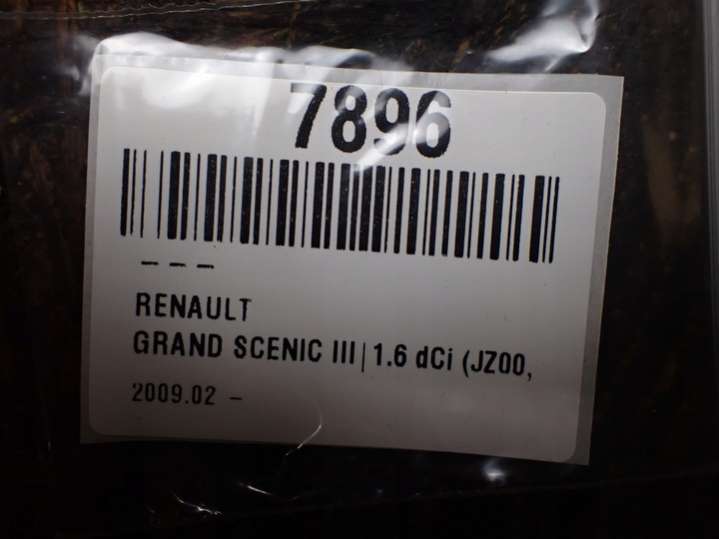 7896
– – –
RENAULT
GRAND SCENIC III | 1.6 dCi (JZ00,
2009.02 –